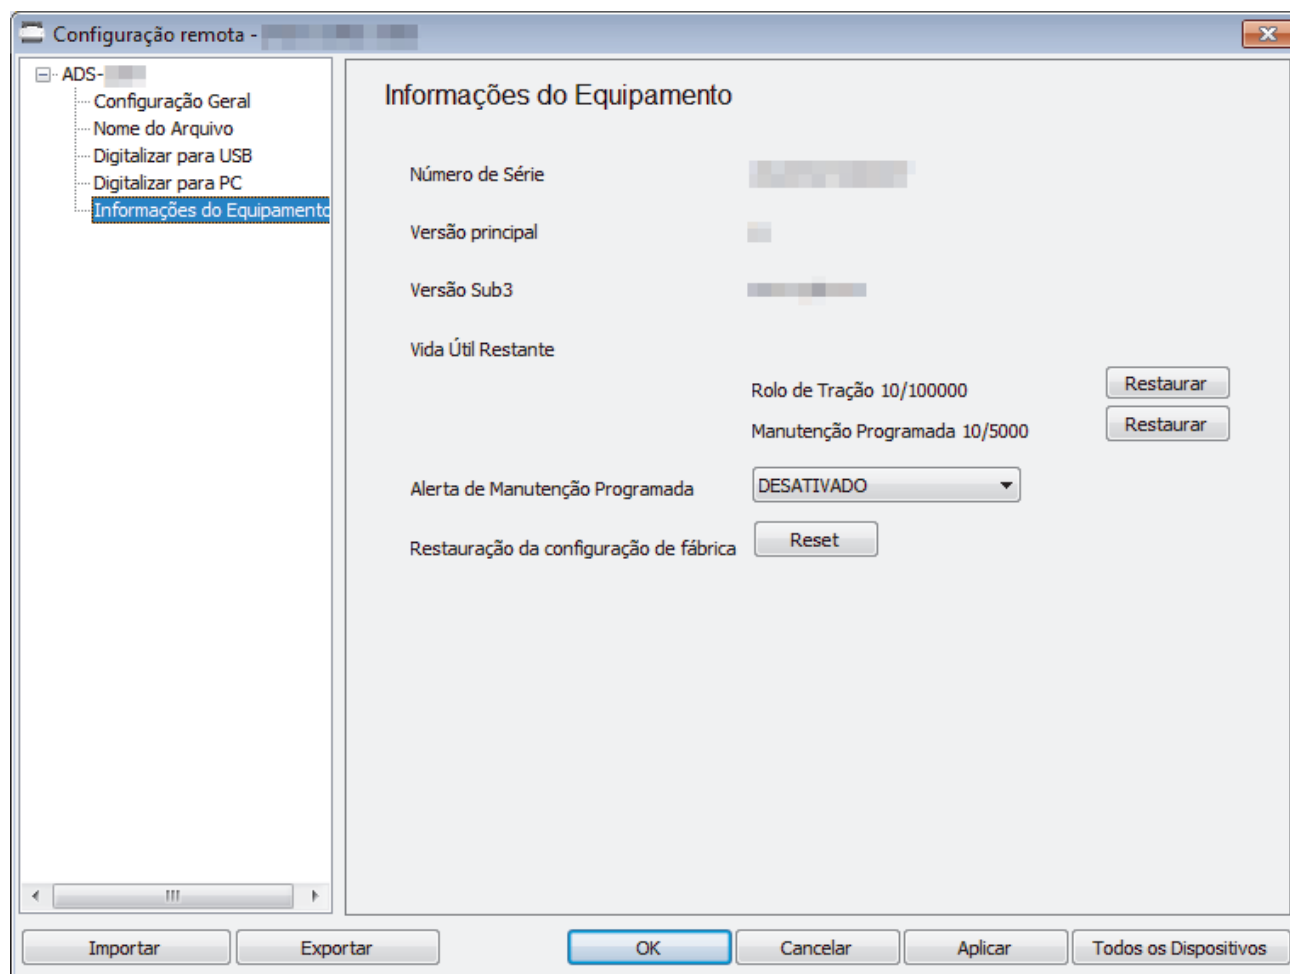 Configuração remota -
ADS-
Configuração Geral
Nome do Arquivo
Digitalizar para USB
Digitalizar para PC
Informações do Equipamento
Informações do Equipamento
Número de Série
Versão principal
Versão Sub3
Vida Útil Restante
Rolo de Tração 10/100000 Restaurar
Manutenção Programada 10/5000 Restaurar
Alerta de Manutenção Programada DESATIVADO
Restauração da configuração de fábrica Reset
Importar Exportar OK Cancelar Aplicar Todos os Dispositivos